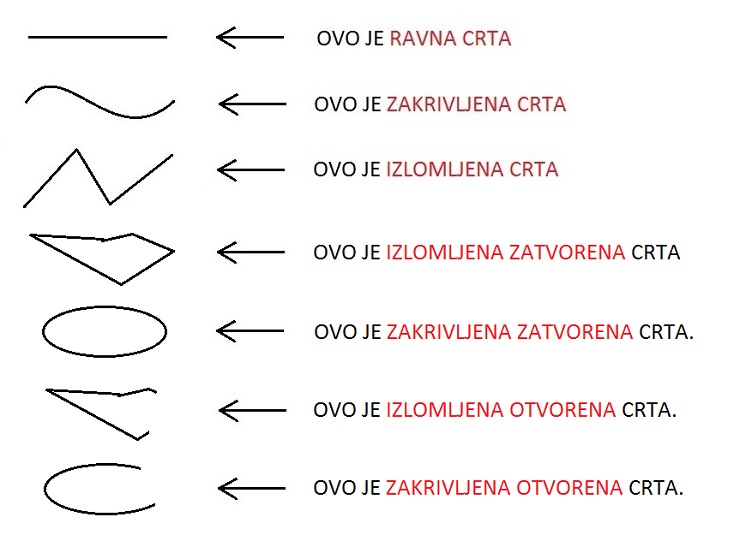 OVO JE RAVNA CRTA
OVO JE ZAKRIVLJENA CRTA
OVO JE IZLOMLJENA CRTA
OVO JE IZLOMLJENA ZATVORENA CRTA
OVO JE ZAKRIVLJENA ZATVORENA CRTA.
OVO JE IZLOMLJENA OTVORENA CRTA.
OVO JE ZAKRIVLJENA OTVORENA CRTA.